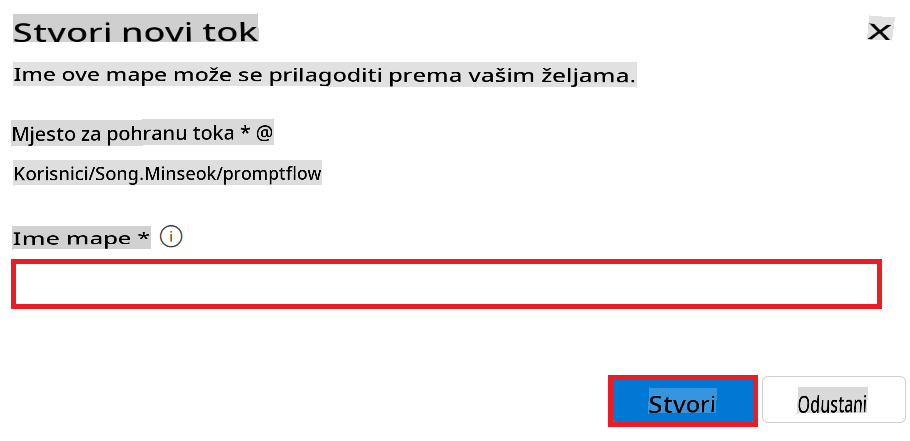 Stvori novi tok
X
Ime ove mape može se prilagoditi prema vašim željama.
Mjesto za pohranu toka * @
Korisnici/Song.Minseok/promptflow
Ime mape * i
Stvori
Odustani